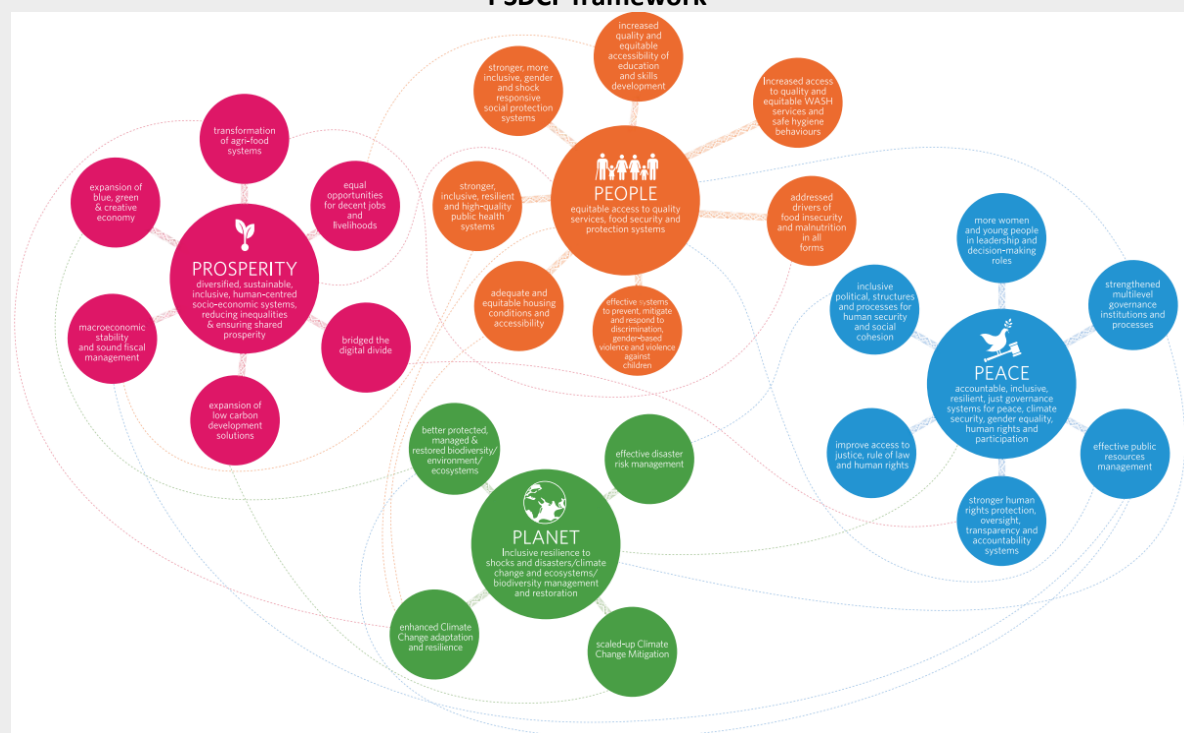 framework
increased
quality and
equitable
accessibility of
education
and skills
development
stronger, more
inclusive, gender
and shock
responsive
social protection
systems
Increased access
to quality and
equitable WASH
services and
safe hygiene
behaviours
PEOPLE
equitable access to quality
services, food security and
protection systems
stronger,
inclusive, resilient
and high-quality
public health
systems
addressed
drivers of
food insecurity
and malnutrition
in all
forms
adequate and
equitable housing
conditions and
accessibility
effective systems
to prevent, mitigate
and respond to
discrimination,
gender-based
violence and violence
against
children
transformation
of agri-food
systems
expansion of
blue, green
& creative
economy
equal
opportunities
for decent jobs
and
livelihoods
PROSPERITY
diversified, sustainable,
inclusive, human-centred
socio-economic systems,
reducing inequalities
& ensuring shared
prosperity
macroeconomic
stability
and sound fiscal
management
bridged the
digital divide
expansion of
low carbon
development
solutions
more women
and young people
in leadership and
decision-making
roles
inclusive
political, structures
and processes for
human security
and social
cohesion
strengthened
multilevel
governance
institutions and
processes
PEACE
accountable, inclusive,
resilient, just governance
systems for peace, climate
security, gender equality,
human rights and
participation
improve access to
justice, rule of law
and human rights
effective public
resources
management
stronger human
rights protection,
oversight,
transparency and
accountability
systems
better protected,
managed &
restored biodiversity/
environment/
ecosystems
effective disaster
risk management
PLANET
Inclusive resilience to
shocks and disasters/climate
change and ecosystems/
biodiversity management
and restoration
enhanced Climate
Change adaptation
and resilience
scaled-up Climate
Change Mitigation